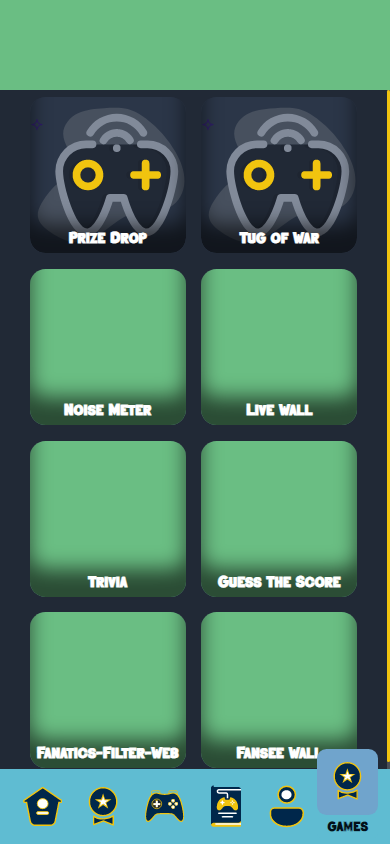 Prize Drop
Tug of War
Noise Meter
Live Wall
Trivia
Guess The Score
Fanatics-Filter-Web
Fansee Wall
GAMES